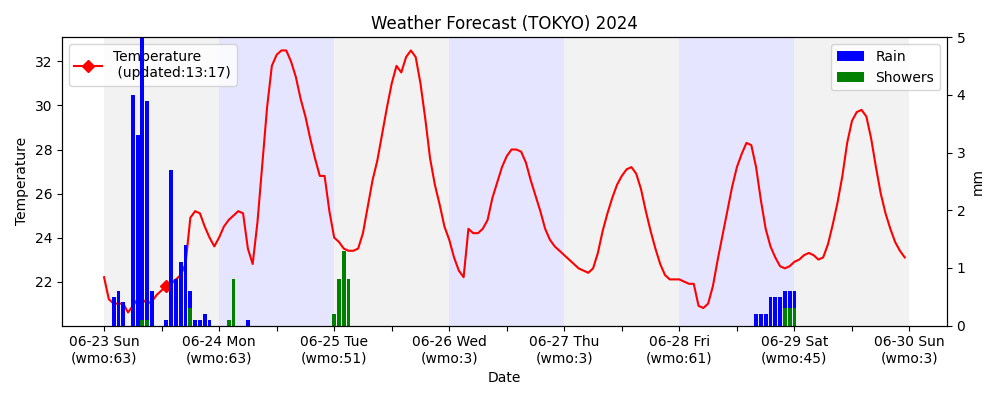 Weather Forecast (TOKYO) 2024
Temperature
(updated:13:17)
Rain
Showers
Temperature
32
30
28
26
24
22
5
4
3
2
1
0
mm
06-23 Sun
(wmo:63)
06-24 Mon
(wmo:63)
06-25 Tue
(wmo:51)
06-26 Wed
(wmo:3)
06-27 Thu
(wmo:3)
06-28 Fri
(wmo:61)
06-29 Sat
(wmo:45)
06-30 Sun
(wmo:3)
Date